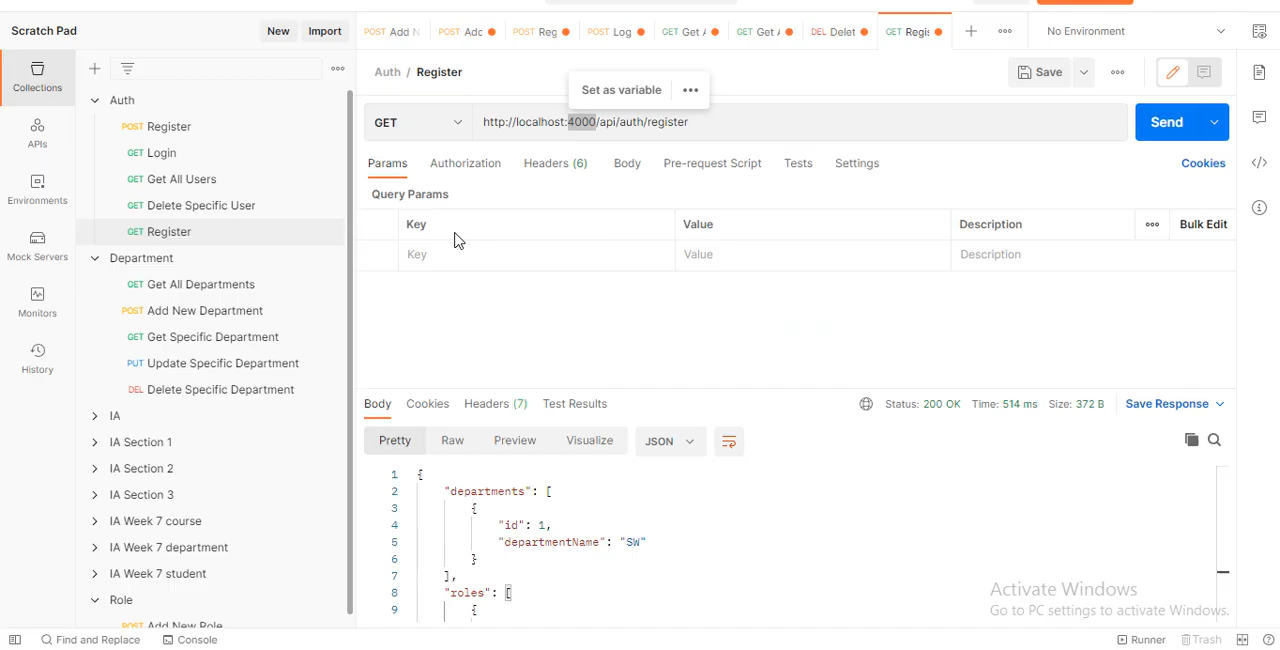 Scratch Pad
New
Import
POST Add N
POST Adc
POST Reg
POST Log
GET Get A
GET Get A
DEL Delet
GET Regis
No Environment
Collections
APIs
Environments
Mock Servers
Monitors
History
Auth
POST Register
GET Login
GET Get All Users
DEL Delete Specific User
GET Register
Department
GET Get All Departments
POST Add New Department
GET Get Specific Department
PUT Update Specific Department
DEL Delete Specific Department
IA
IA Section 1
IA Section 2
IA Section 3
IA Week 7 course
IA Week 7 department
IA Week 7 student
Role
POST Add New Role
Auth / Register
Save
Set as variable
GET
http://localhost:4000/api/auth/register
Send
Params
Authorization
Headers (6)
Body
Pre-request Script
Tests
Settings
Cookies
Query Params
Key
Value
Description
Bulk Edit
Key
Value
Description
Body
Cookies
Headers (7)
Test Results
Status: 200 OK
Time: 514 ms
Size: 372 B
Save Response
Pretty
Raw
Preview
Visualize
JSON
1 {
2 "departments": [
3 {
4 "id": 1,
5 "departmentName": "SW"
6 }
7 ],
8 "roles": [
9 {
Activate Windows
Go to PC settings to activate Windows.
Find and Replace
Console
Runner
Trash